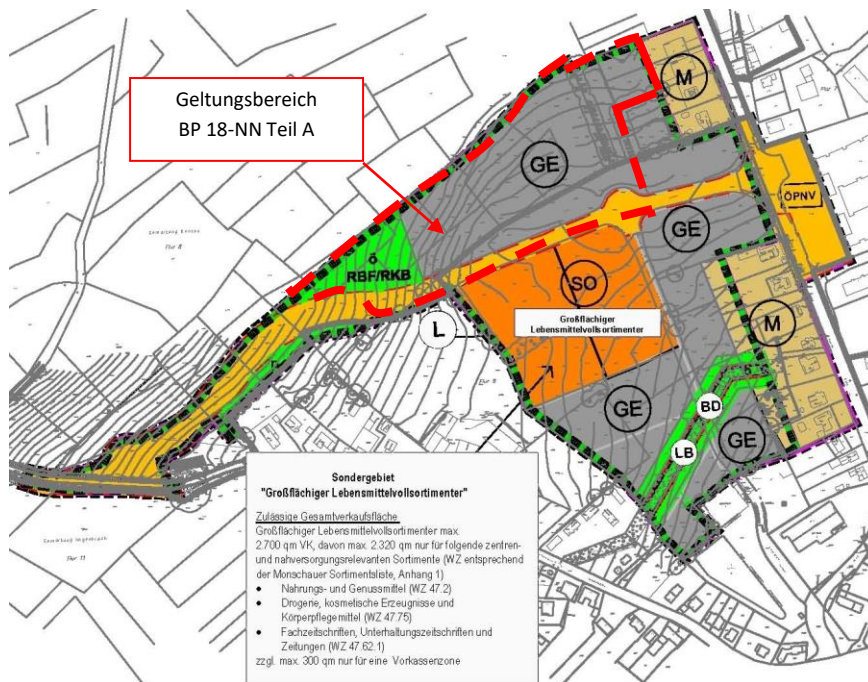 Geltungsbereich
BP 18-NN Teil A
M
GE
ÖPNV
Ö
RBF/RKB
GE
SO
Großflächiger
Lebensmittelvollsortimenter
L
M
GE
BD
GE
LB
Flur 8
Flur 11
Sondergebiet
"Großflächiger Lebensmittelvollsortimenter"
Zulässige Gesamtverkaufsfläche
Großflächiger Lebensmittelvollsortimenter max.
2.700 qm VK, davon max. 2.320 qm nur für folgende zentren-
und nahversorgungsrelevanten Sortimente (WZ entsprechend
der Monschauer Sortimentsliste, Anhang 1)
• Nahrungs- und Genussmittel (WZ 47.2)
• Drogerie, kosmetische Erzeugnisse und
Körperpflegemittel (WZ 47.75)
• Fachzeitschriften, Unterhaltungszeitschriften und
Zeitungen (WZ 47.62.1)
zzgl. max. 300 qm nur für eine Vorkassenzone